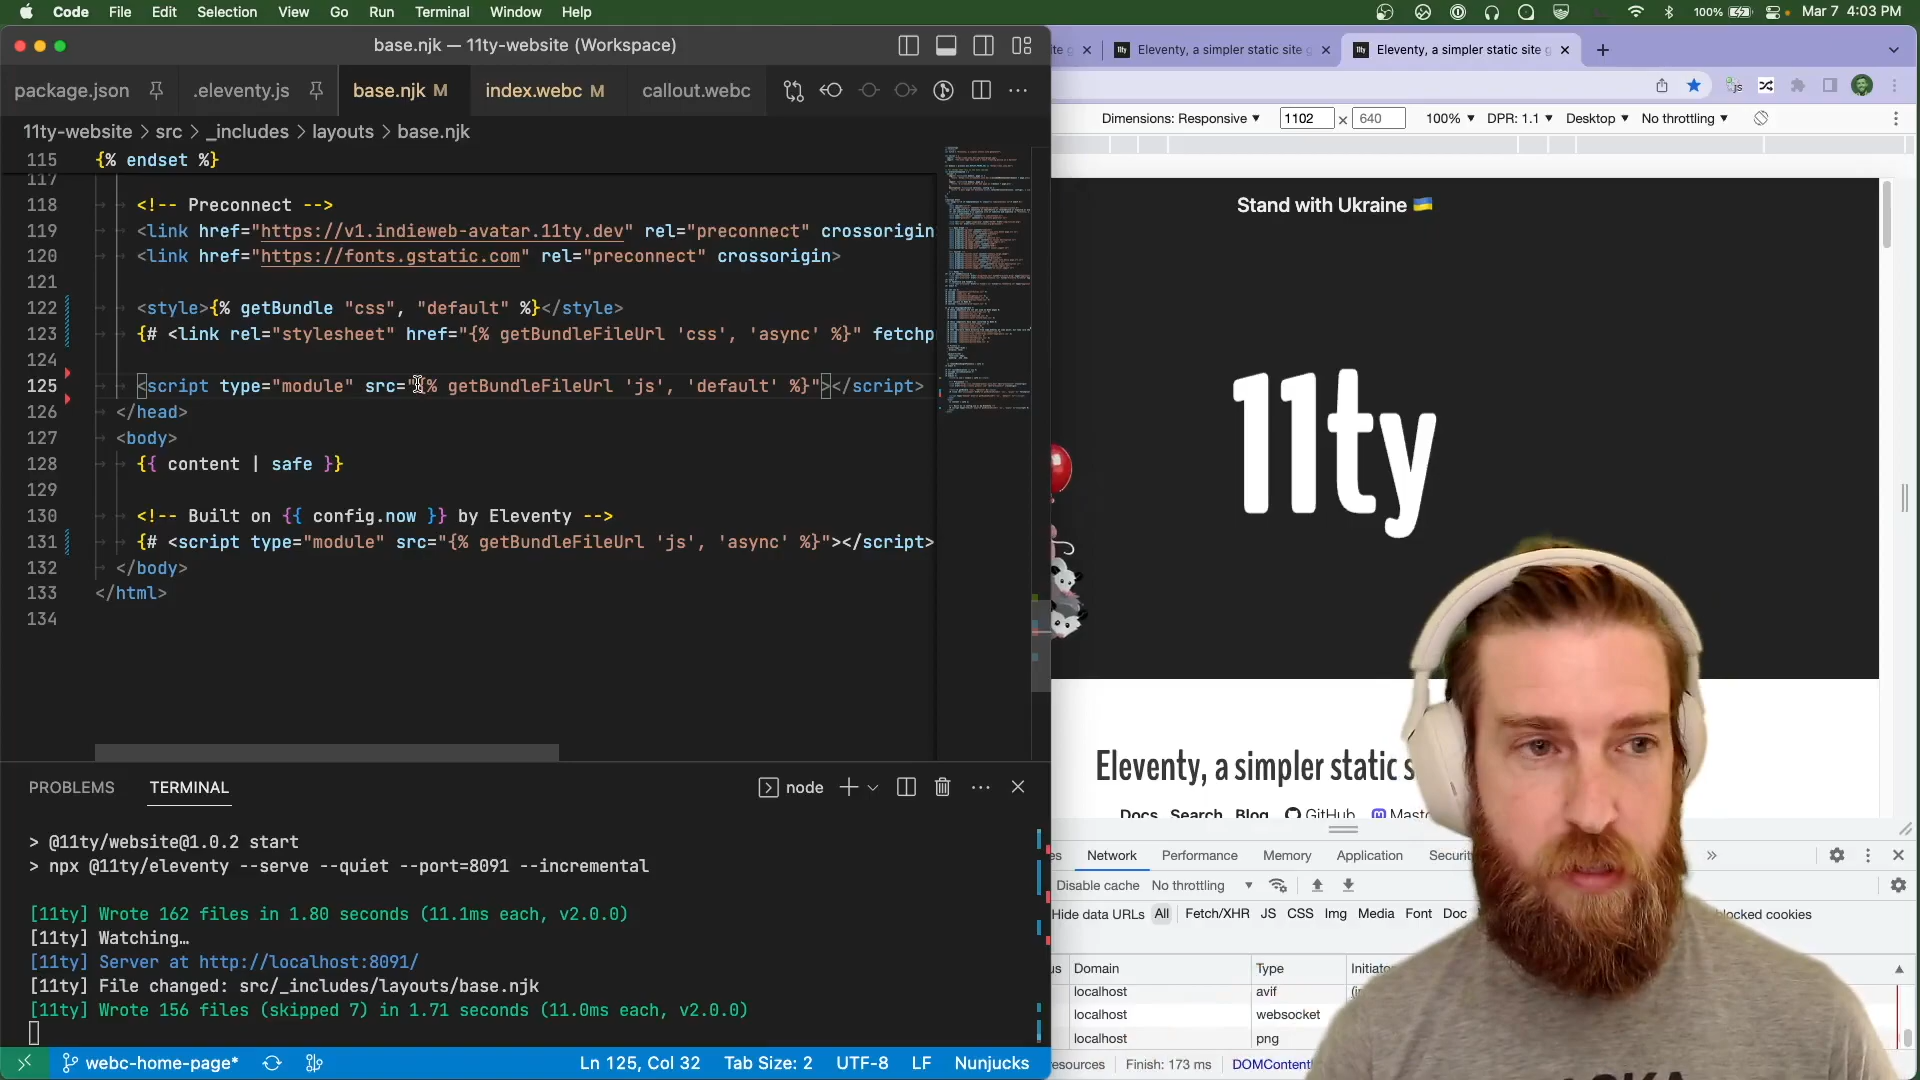 Code File Edit Selection View Go Run Terminal Window Help
100% Mar 7 4:03 PM
base.njk — 11ty-website (Workspace)
Eleventy, a simpler static site g
Eleventy, a simpler static site g
package.json .eleventy.js base.njk M index.webc M callout.webc
Dimensions: Responsive 1102 × 640 100% DPR: 1.1 Desktop No throttling
11ty-website > src > _includes > layouts > base.njk
115 {% endset %}
117
118 <!-- Preconnect -->
119 <link href="https://v1.indieweb-avatar.11ty.dev" rel="preconnect" crossorigin
120 <link href="https://fonts.gstatic.com" rel="preconnect" crossorigin>
121
122 <style>{% getBundle "css", "default" %}</style>
123 {# <link rel="stylesheet" href="{% getBundleFileUrl 'css', 'async' %}" fetchp
124
125 <script type="module" src="{% getBundleFileUrl 'js', 'default' %}"></script>
126 </head>
127 <body>
128 {{ content | safe }}
129
130 <!-- Built on {{ config.now }} by Eleventy -->
131 {# <script type="module" src="{% getBundleFileUrl 'js', 'async' %}"></script>
132 </body>
133 </html>
134
Stand with Ukraine
11ty
Eleventy, a simpler static s
Docs Search Blog GitHub Masto
PROBLEMS TERMINAL
node
> @11ty/website@1.0.2 start
> npx @11ty/eleventy --serve --quiet --port=8091 --incremental
[11ty] Wrote 162 files in 1.80 seconds (11.1ms each, v2.0.0)
[11ty] Watching…
[11ty] Server at http://localhost:8091/
[11ty] File changed: src/_includes/layouts/base.njk
[11ty] Wrote 156 files (skipped 7) in 1.71 seconds (11.0ms each, v2.0.0)
Network Performance Memory Application Securit
Disable cache No throttling
Hide data URLs All Fetch/XHR JS CSS Img Media Font Doc
locked cookies
us Domain Type Initiato
localhost avif
localhost websocket
localhost png
esources Finish: 173 ms DOMContentl
webc-home-page* Ln 125, Col 32 Tab Size: 2 UTF-8 LF Nunjucks